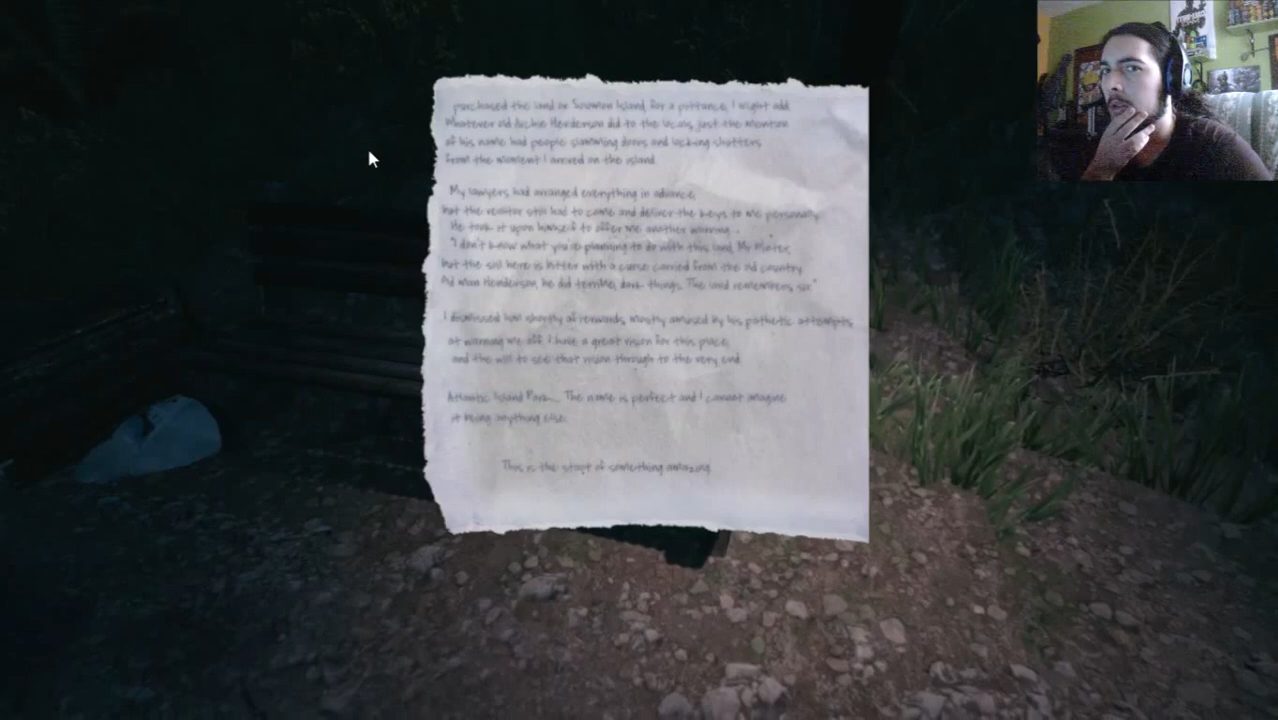 purchased the land on Solomon Island for a pittance, I might add
Whatever old Archie Henderson did to the locals, just the mention
of his name had people slamming doors and locking shutters
from the moment I arrived on the island.
My lawyers had arranged everything in advance,
but the realtor still had to come and deliver the keys to me personally.
He took it upon himself to offer me another warning...
"I don't know what you're planning to do with this land, Mr Winter,
but the soil here is bitter with a curse carried from the old country
Old man Henderson, he did terrible, dark things. The land remembers, sir."
I dismissed him shortly afterwards, mostly amused by his pathetic attempts
at warning me off. I have a great vision for this place,
and the will to see that vision through to the very end.
Atlantic Island Park... The name is perfect and I cannot imagine
it being anything else.
This is the start of something amazing.